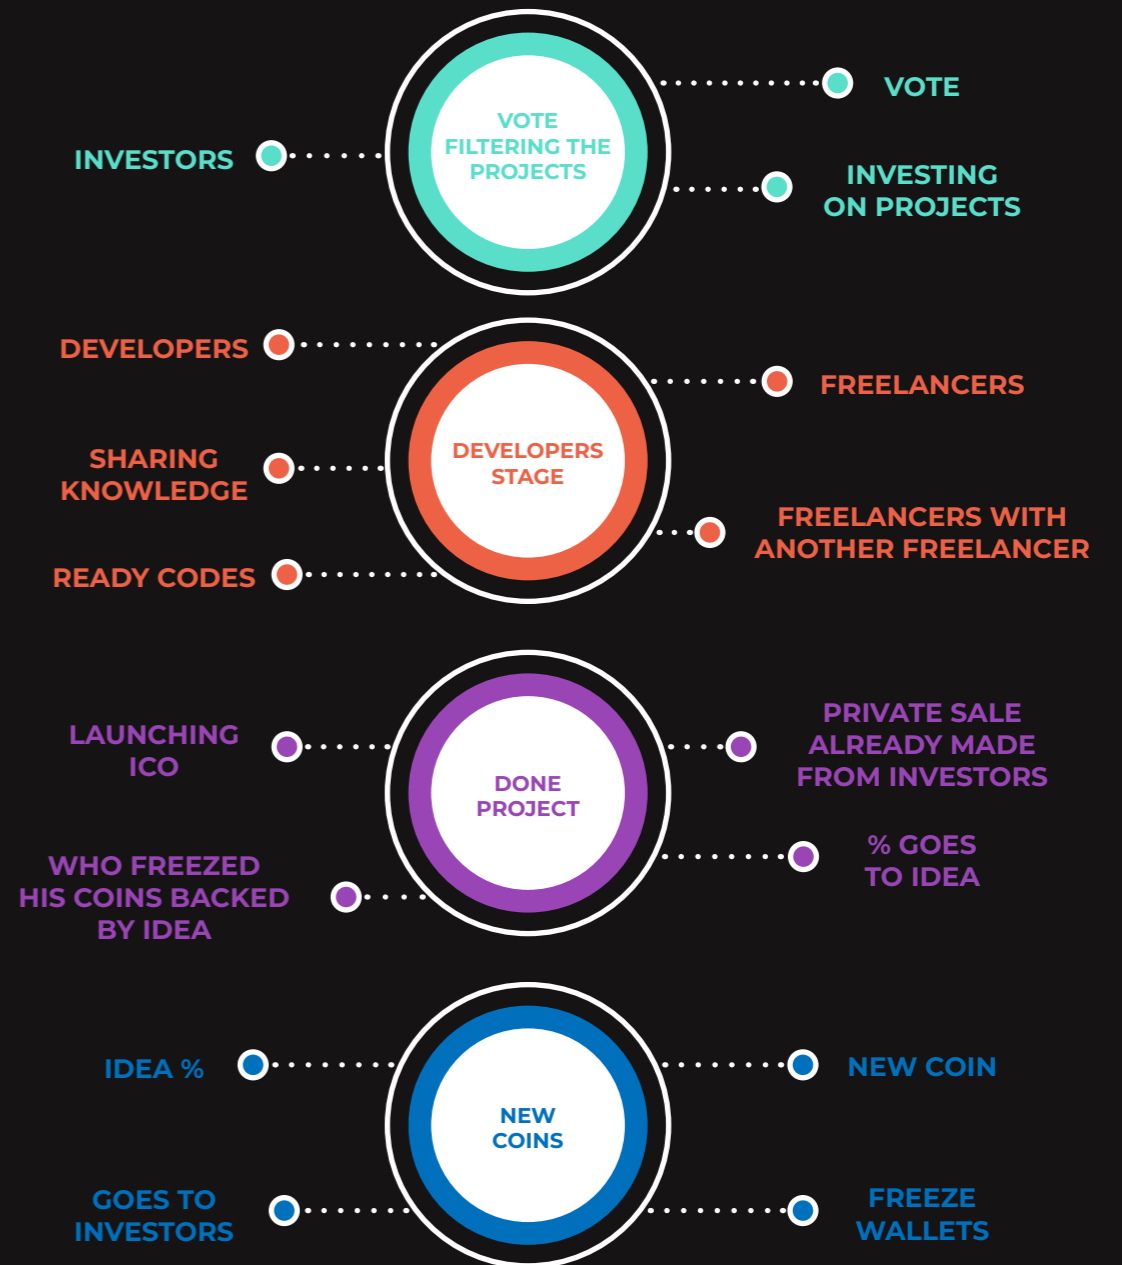 VOTE
FILTERING THE
PROJECTS
INVESTORS
VOTE
INVESTING
ON PROJECTS
DEVELOPERS
STAGE
DEVELOPERS
SHARING
KNOWLEDGE
READY CODES
FREELANCERS
FREELANCERS WITH
ANOTHER FREELANCER
DONE
PROJECT
LAUNCHING
ICO
WHO FREEZED
HIS COINS BACKED
BY IDEA
PRIVATE SALE
ALREADY MADE
FROM INVESTORS
% GOES
TO IDEA
NEW
COINS
IDEA %
GOES TO
INVESTORS
NEW COIN
FREEZE
WALLETS